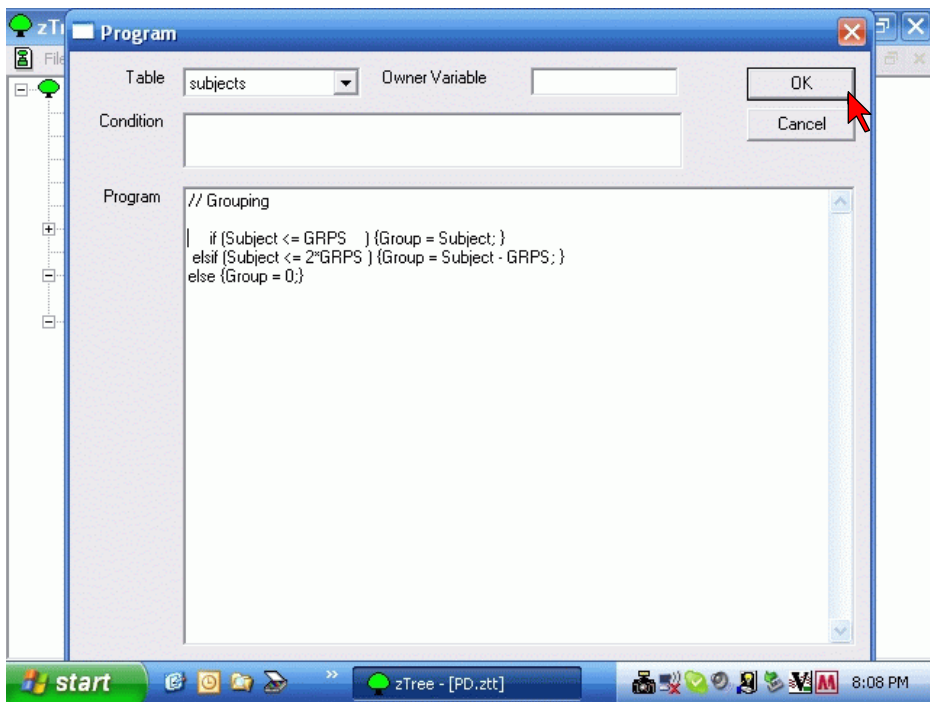 zTr
Program
File
Table
subjects
Owner Variable
OK
Condition
Cancel
Program
// Grouping
if (Subject <= GRPS ) {Group = Subject; }
elsif (Subject <= 2*GRPS ) {Group = Subject - GRPS; }
else {Group = 0;}
start
zTree - [PD.ztt]
8:08 PM